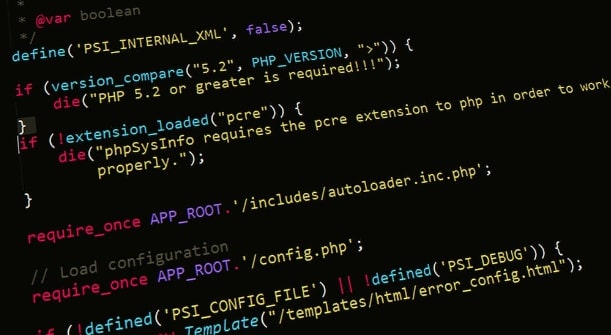 * @var boolean
*/
define('PSI_INTERNAL_XML', false);
if (version_compare("5.2", PHP_VERSION, ">")) {
die("PHP 5.2 or greater is required!!!");
}
if (!extension_loaded("pcre")) {
die("phpSysInfo requires the pcre extension to php in order to work
properly.");
}
require_once APP_ROOT.'/includes/autoloader.inc.php';
// Load configuration
require_once APP_ROOT.'/config.php';
if (!defined('PSI_CONFIG_FILE') || !defined('PSI_DEBUG')) {
Template("/templates/html/error_config.html");